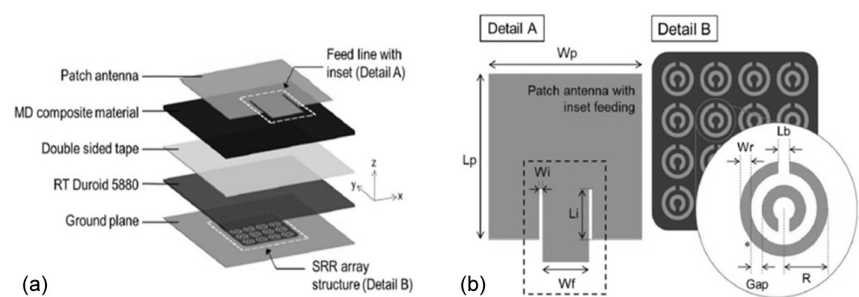 Feed line with
inset (Detail A)
Patch antenna
MD composite material
Double sided tape
RT Duroid 5880
Ground plane
z
y
x
SRR array
structure (Detail B)
(a)
Detail A
Wp
Patch antenna with
inset feeding
Lp
Wi
Li
Wf
(b)
Detail B
Lb
Wr
Gap
R